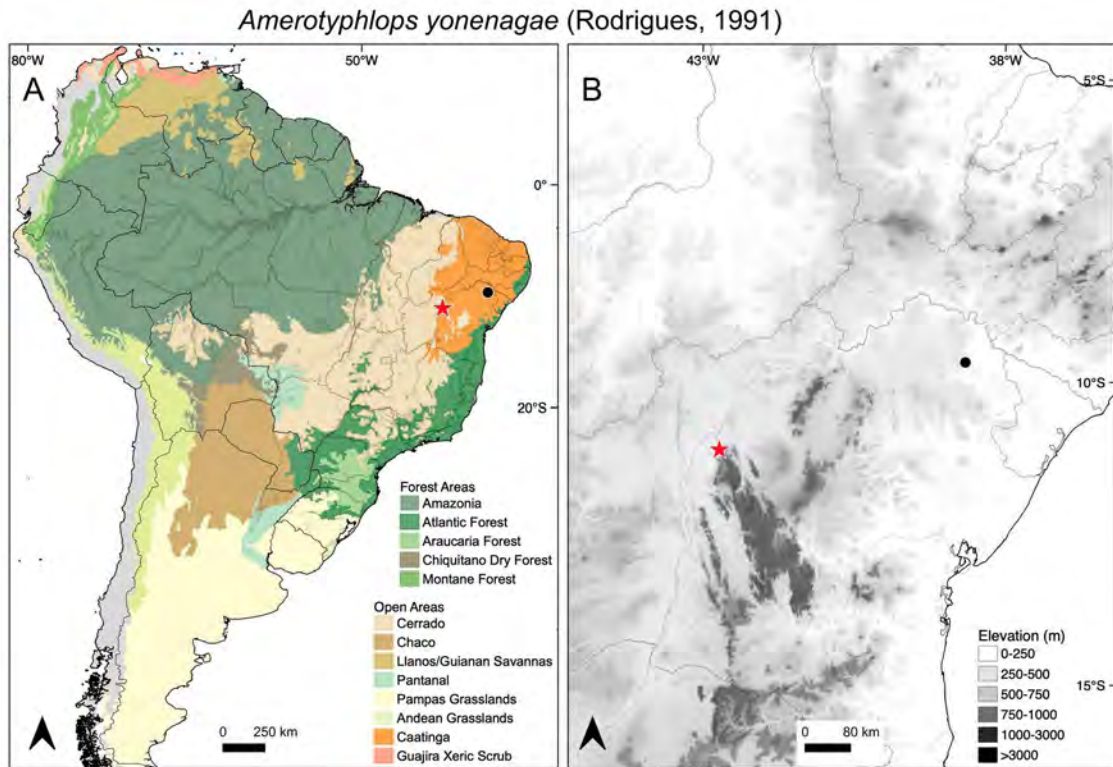 Amerotyphlops yonenagae (Rodrigues, 1991)
A
80°W
50°W
0°
20°S
Forest Areas
Amazonia
Atlantic Forest
Araucaria Forest
Chiquitano Dry Forest
Montane Forest
Open Areas
Cerrado
Chaco
Llanos/Guianan Savannas
Pantanal
Pampas Grasslands
Andean Grasslands
Caatinga
Guajira Xeric Scrub
0 250 km
B
43°W
38°W
5°S
10°S
15°S
Elevation (m)
0-250
250-500
500-750
750-1000
1000-3000
>3000
0 80 km